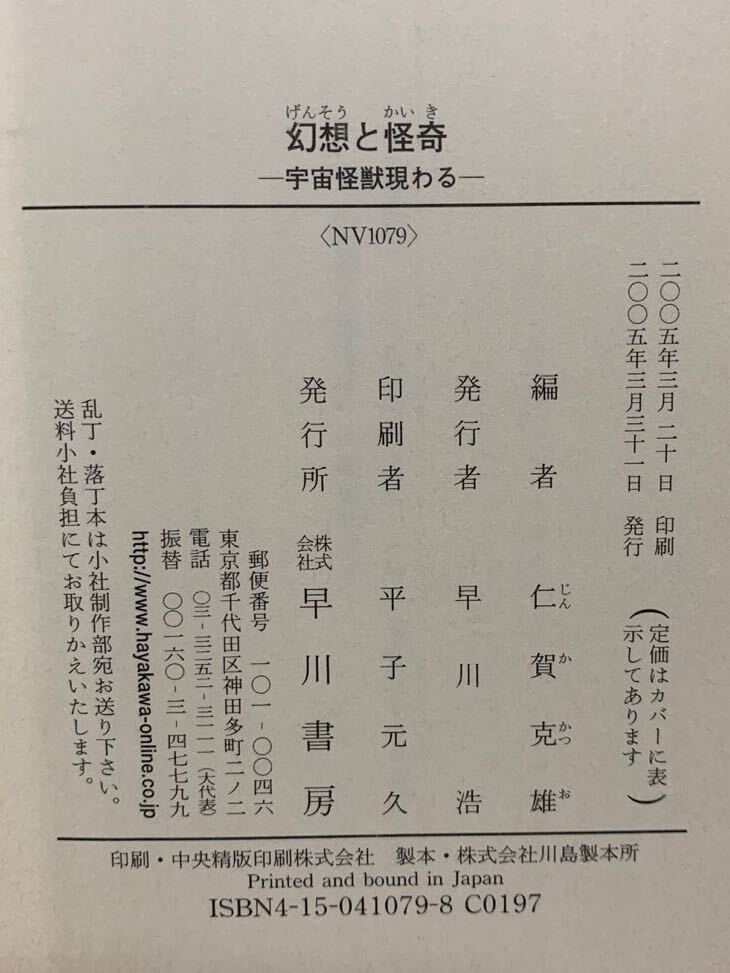 げんそう かいき
幻想と怪奇
―宇宙怪獣現わる―
〈NV1079〉
二〇〇五年三月二十日 印刷
二〇〇五年三月三十一日 発行
(定価はカバーに表示してあります)
編者 仁賀克雄
じんかかつお
発行者 早川浩
印刷者 平子元久
発行所 株式会社 早川書房
郵便番号 一〇一-〇〇四六
東京都千代田区神田多町二ノ二
電話 〇三-三二五二-三一一一(大代表)
振替 〇〇一六〇-三-四七七九九
http://www.hayakawa-online.co.jp
乱丁・落丁本は小社制作部宛お送り下さい。
送料小社負担にてお取りかえいたします。
印刷・中央精版印刷株式会社 製本・株式会社川島製本所
Printed and bound in Japan
ISBN4-15-041079-8 C0197